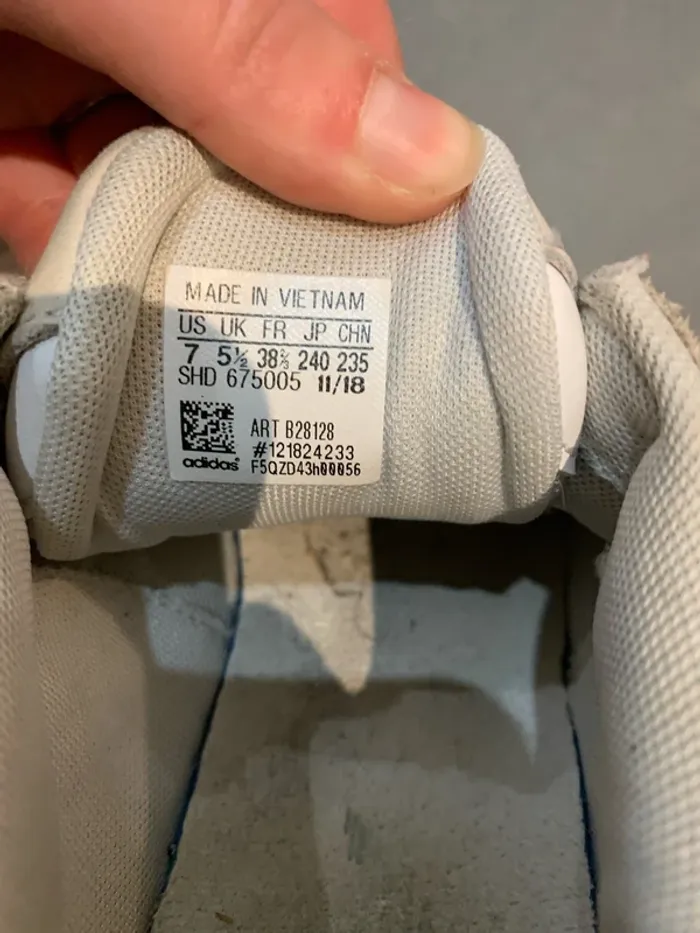 MADE IN VIETNAM
US UK FR JP CHN
7 5½ 38⅔ 240 235
SHD 675005 11/18
ART B28128
#121824233
adidas® F5QZD43h00056